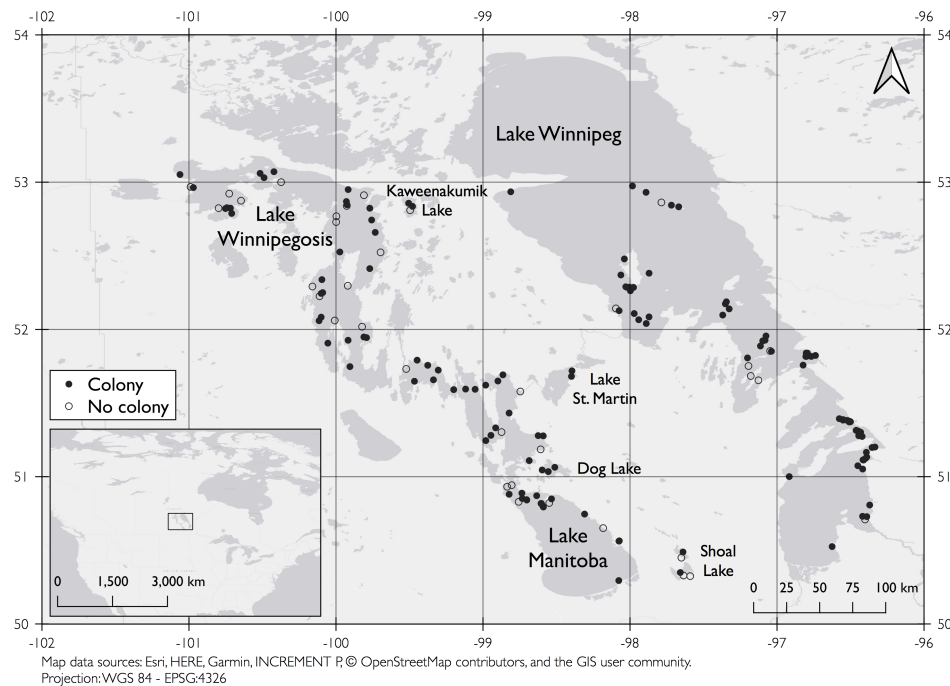 -102 -101 -100 -99 -98 -97 -96
54 54
Lake Winnipeg
53 53
Kaweenakumik
Lake
Lake
Winnipegosis
52 52
Colony
No colony
Lake
St. Martin
51 51
Dog Lake
Lake
Manitoba
Shoal
Lake
0 1,500 3,000 km
0 25 50 75 100 km
50 50
-102 -101 -100 -99 -98 -97 -96
Map data sources: Esri, HERE, Garmin, INCREMENT P, © OpenStreetMap contributors, and the GIS user community.
Projection: WGS 84 - EPSG:4326